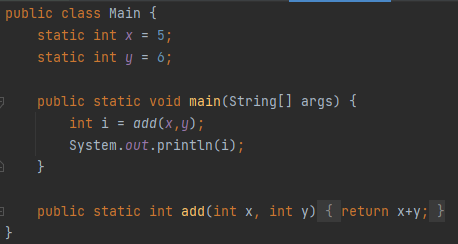 public class Main {
    static int x = 5;
    static int y = 6;

    public static void main(String[] args) {
        int i = add(x,y);
        System.out.println(i);
    }

    public static int add(int x, int y) { return x+y; }
}